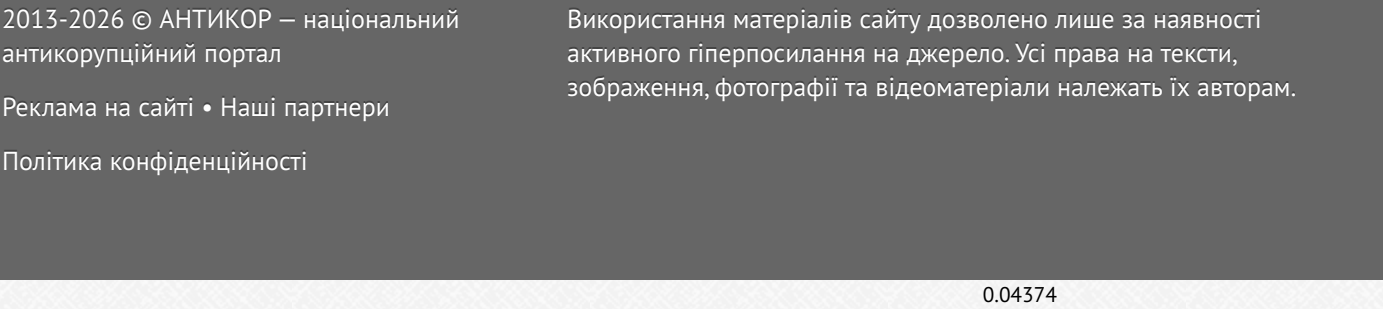 2013-2026 © АНТИКОР — національний
антикорупційний портал
Реклама на сайті • Наші партнери
Політика конфіденційності
Використання матеріалів сайту дозволено лише за наявності
активного гіперпосилання на джерело. Усі права на тексти,
зображення, фотографії та відеоматеріали належать їх авторам.
0.04374